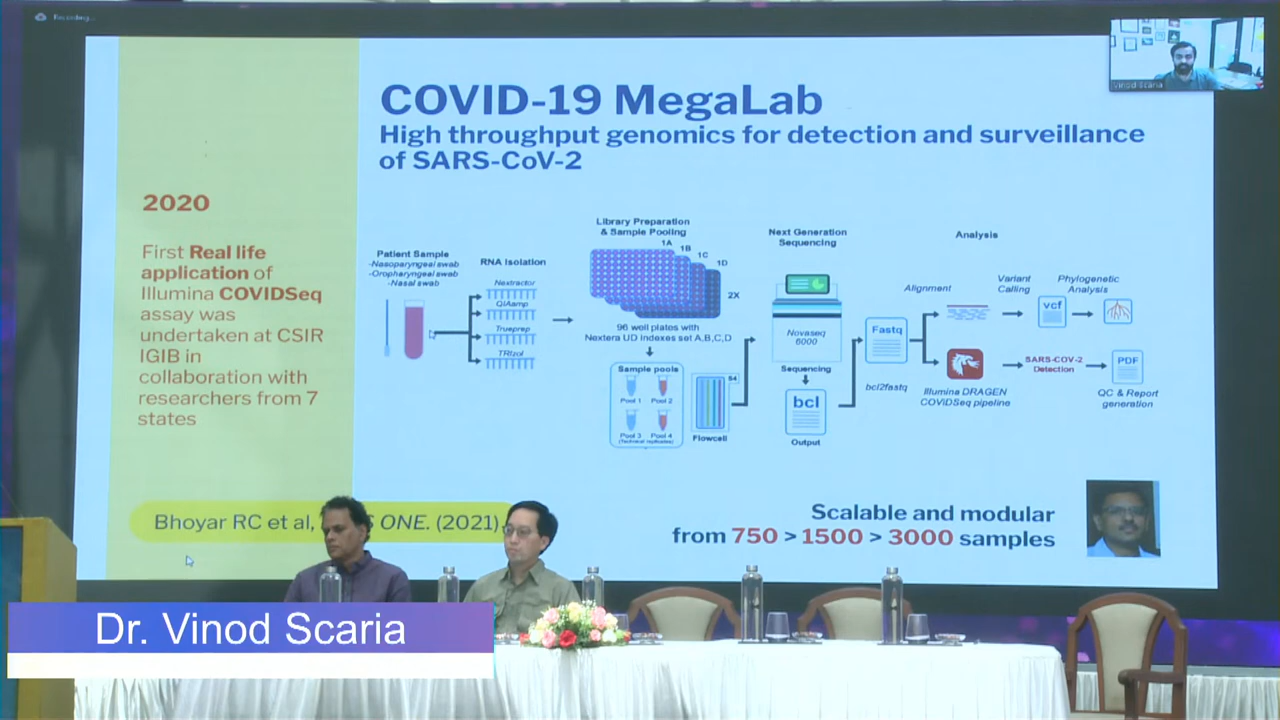 Recording...
Vinod Scaria
COVID-19 MegaLab
High throughput genomics for detection and surveillance
of SARS-CoV-2
2020
First Real life
application of
Illumina COVIDSeq
assay was
undertaken at CSIR
IGIB in
collaboration with
researchers from 7
states
Patient Sample
-Nasoparyngeal swab
-Oropharyngeal swab
-Nasal swab
RNA Isolation
Nextractor
QIAamp
Trueprep
TRIzol
Library Preparation
& Sample Pooling
1A
1B
1C
1D
2X
96 well plates with
Nextera UD Indexes set A,B,C,D
Sample pools
Pool 1 Pool 2
Pool 3 Pool 4
(Technical replicates)
S4
Flowcell
Next Generation
Sequencing
Novaseq
6000
Sequencing
bcl
Output
Fastq
bcl2fastq
Analysis
Alignment
Variant
Calling
vcf
Phylogenetic
Analysis
Illumina DRAGEN
COVIDSeq pipeline
SARS-COV-2
Detection
PDF
QC & Report
generation
Bhoyar RC et al, S ONE. (2021)
Scalable and modular
from 750 > 1500 > 3000 samples
Dr. Vinod Scaria